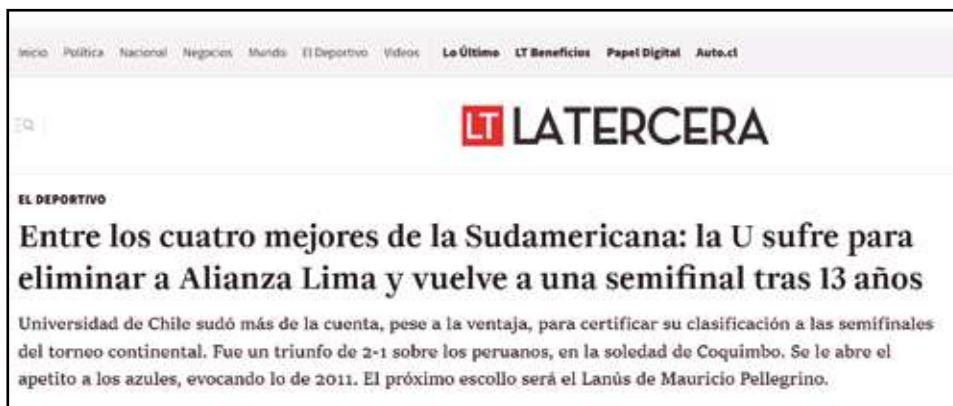 Inicio Política Nacional Negocios Mundo El Deportivo Videos Lo Último LT Beneficios Papel Digital Auto.cl
LT LATERCERA
EL DEPORTIVO
Entre los cuatro mejores de la Sudamericana: la U sufre para
eliminar a Alianza Lima y vuelve a una semifinal tras 13 años
Universidad de Chile sudó más de la cuenta, pese a la ventaja, para certificar su clasificación a las semifinales
del torneo continental. Fue un triunfo de 2-1 sobre los peruanos, en la soledad de Coquimbo. Se le abre el
apetito a los azules, evocando lo de 2011. El próximo escollo será el Lanús de Mauricio Pellegrino.